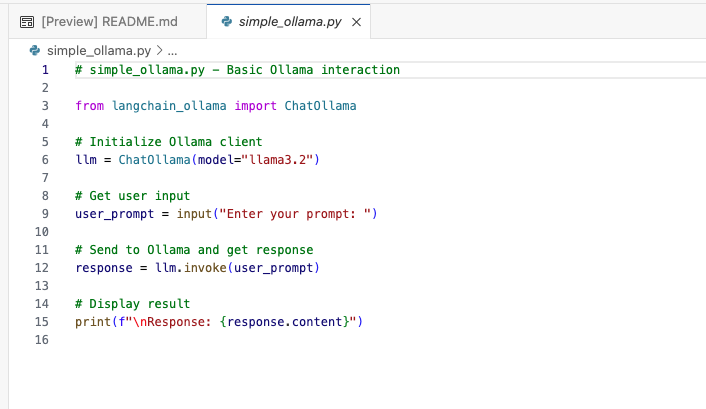 [Preview] README.md
simple_ollama.py
simple_ollama.py > ...
1 # simple_ollama.py – Basic Ollama interaction
2
3 from langchain_ollama import ChatOllama
4
5 # Initialize Ollama client
6 llm = ChatOllama(model="llama3.2")
7
8 # Get user input
9 user_prompt = input("Enter your prompt: ")
10
11 # Send to Ollama and get response
12 response = llm.invoke(user_prompt)
13
14 # Display result
15 print(f"\nResponse: {response.content}")
16